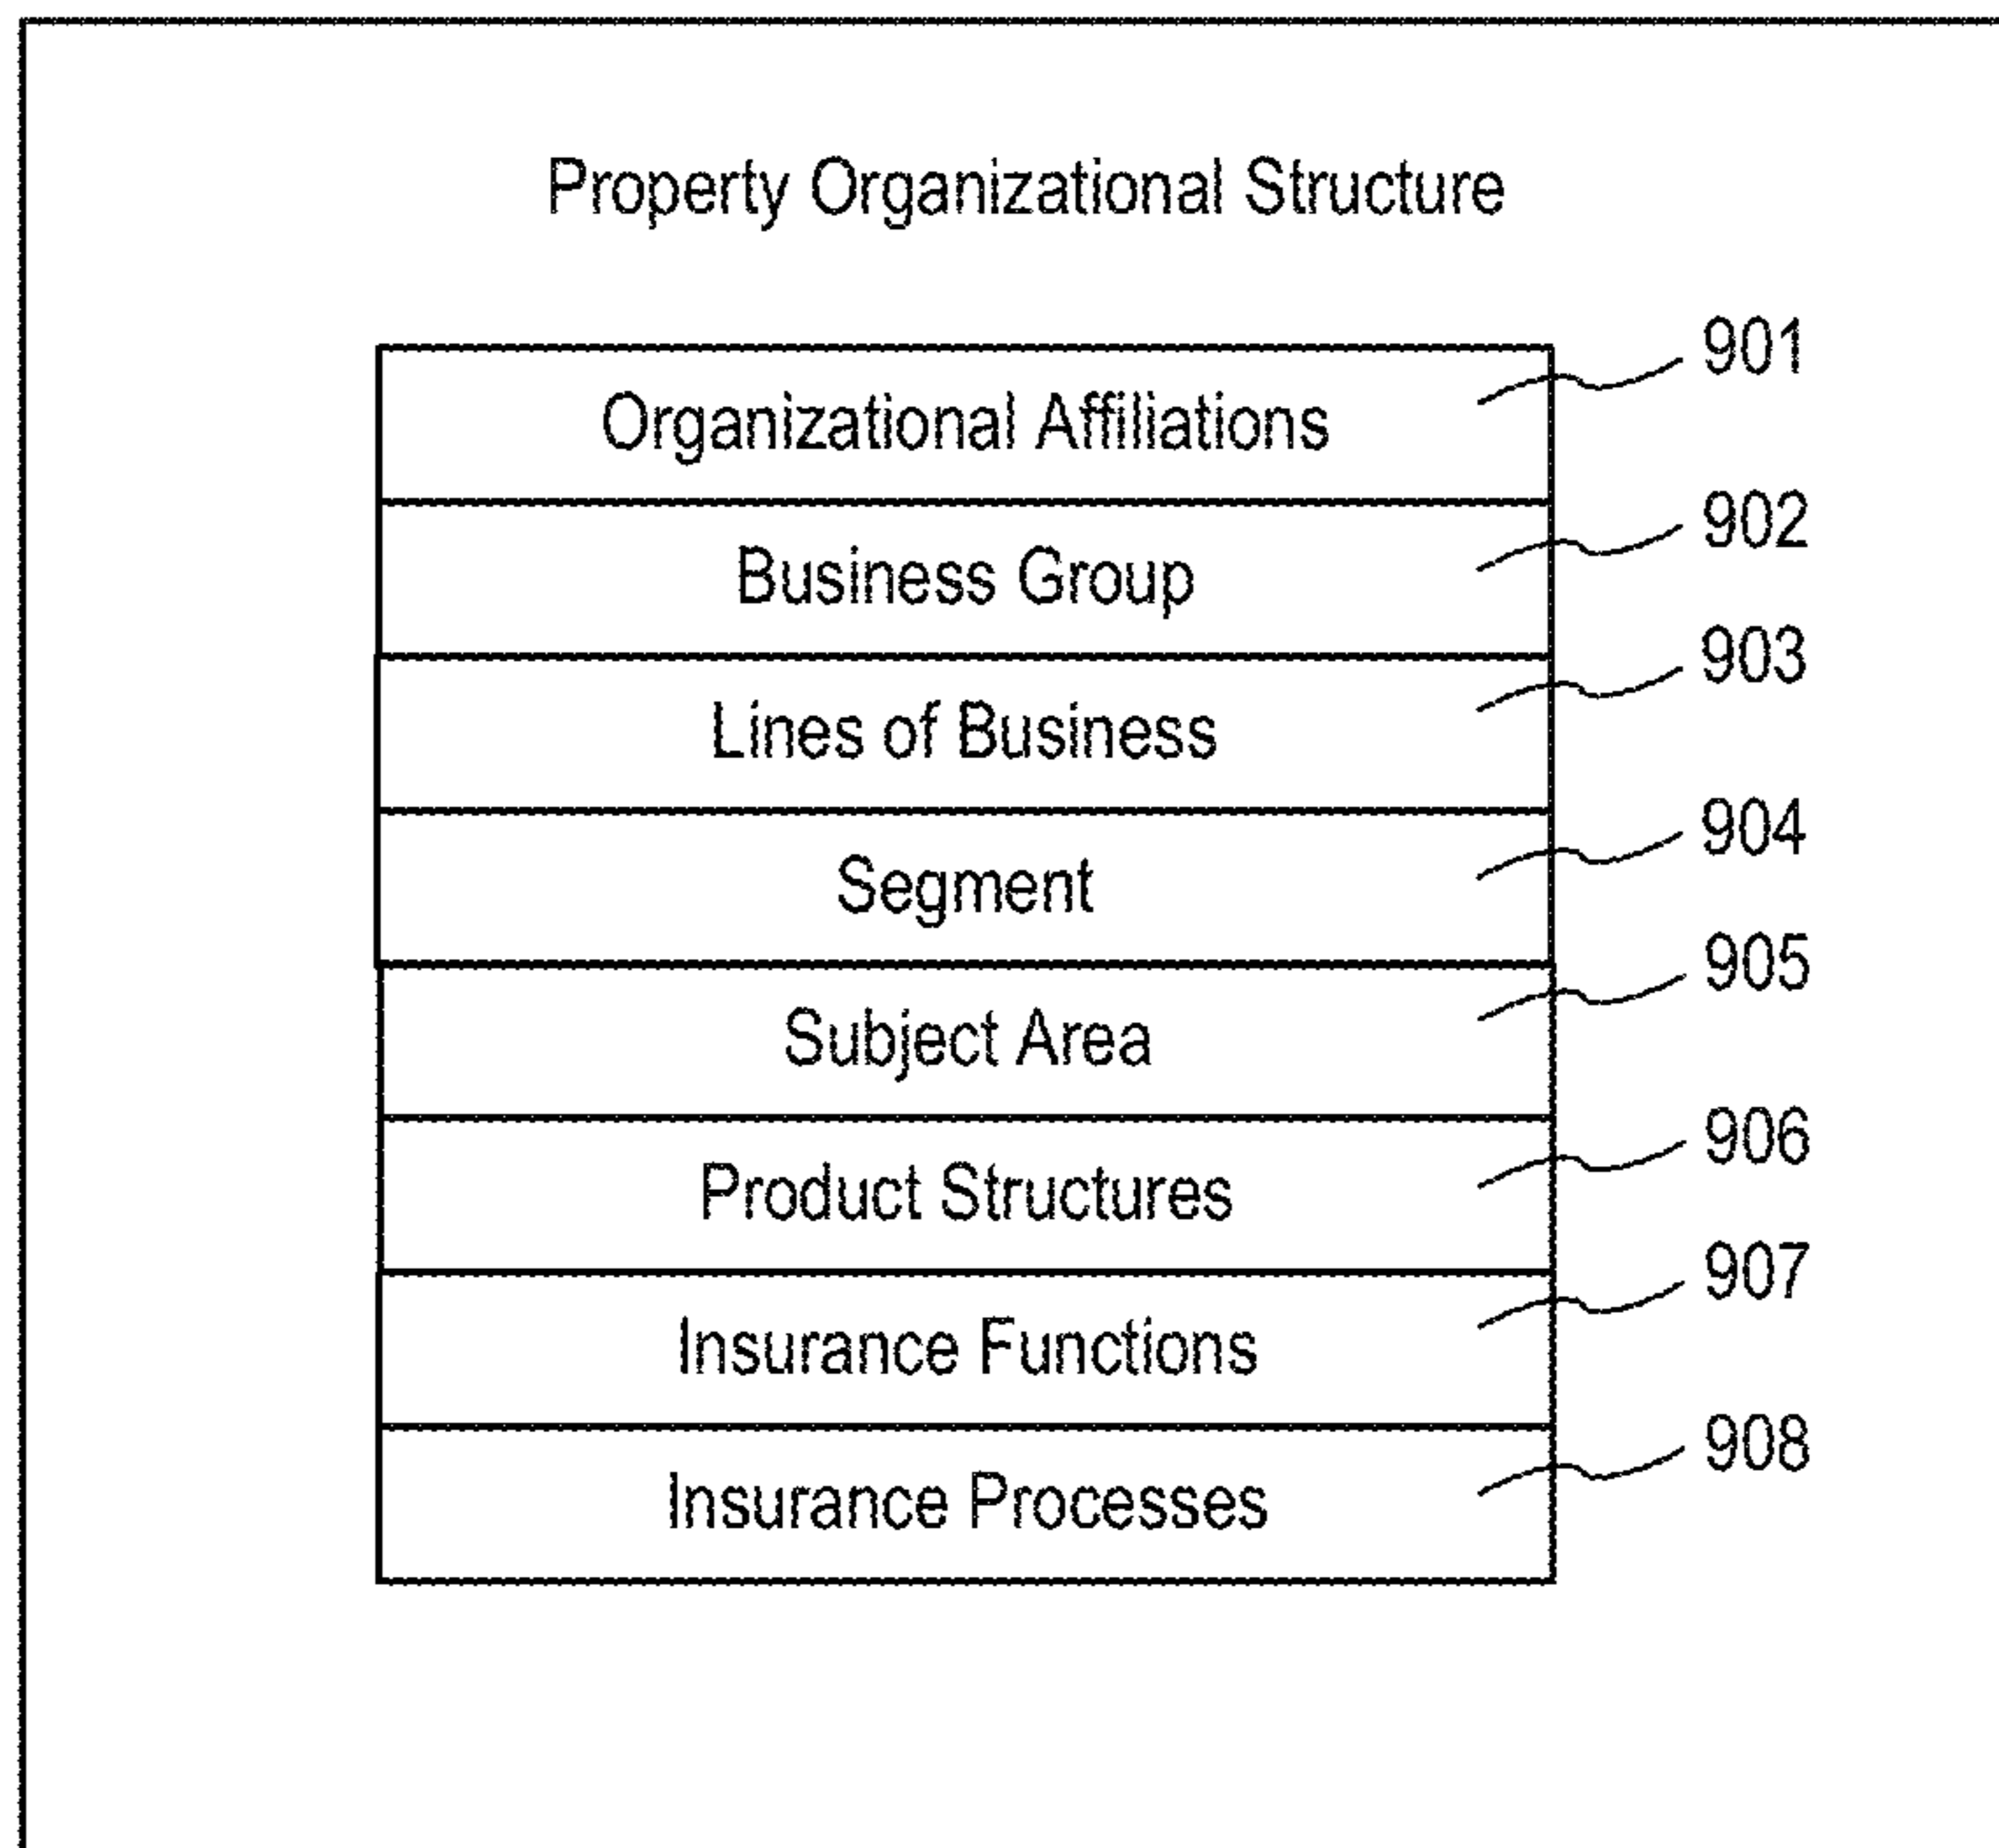 Property Organizational Structure
901
Organizational Affiliations
902
Business Group
903
Lines of Business
904
Segment
905
Subject Area
906
Product Structures
907
Insurance Functions
908
Insurance Processes